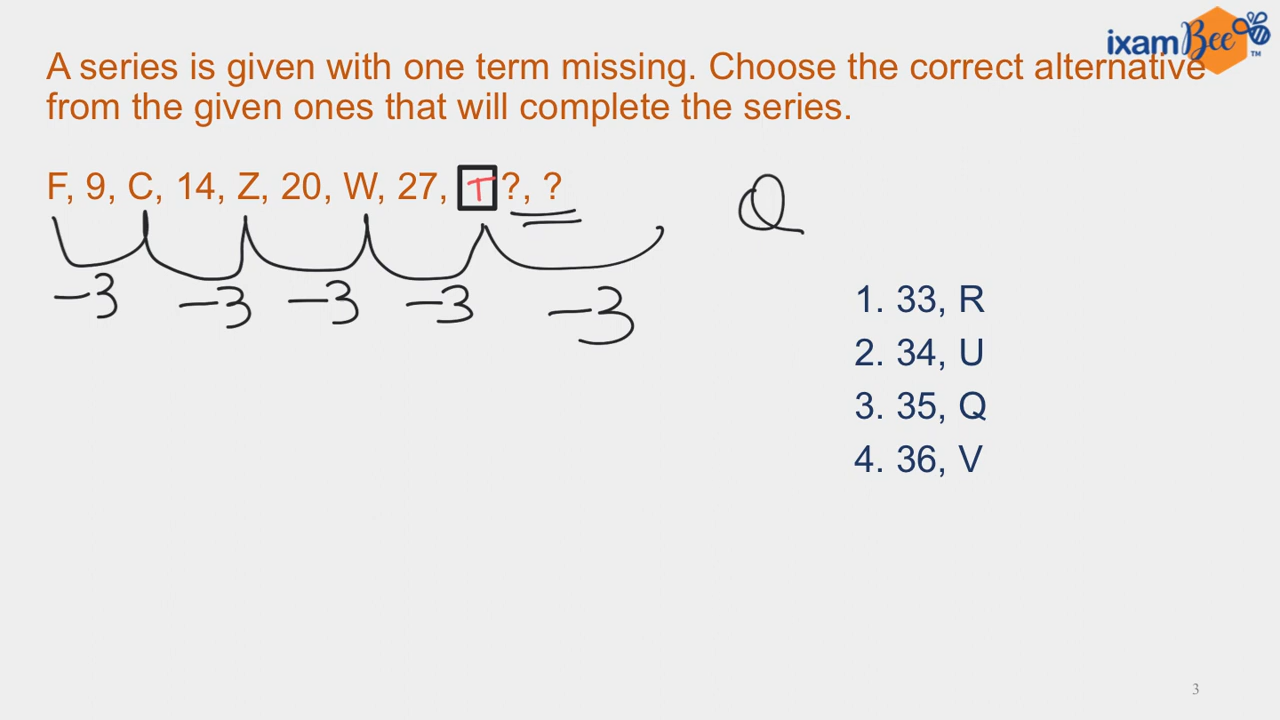 ixamBee™
A series is given with one term missing. Choose the correct alternative
from the given ones that will complete the series.
F, 9, C, 14, Z, 20, W, 27, T ?, ?
Q
-3 -3 -3 -3 -3
1. 33, R
2. 34, U
3. 35, Q
4. 36, V
3